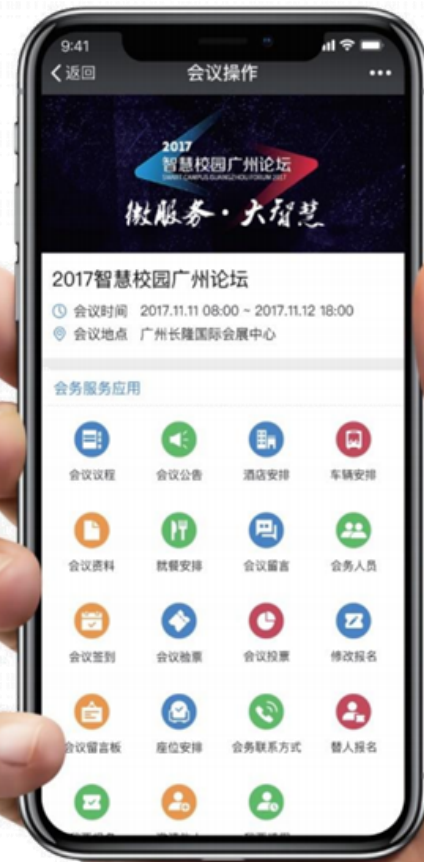 9:41
返回
会议操作
2017
智慧校园广州论坛
SMART CAMPUS GUANGZHOU FORUM 2017
微服务·大智慧
2017智慧校园广州论坛
会议时间 2017.11.11 08:00 ~ 2017.11.12 18:00
会议地点 广州长隆国际会展中心
会务服务应用
会议议程 会议公告 酒店安排 车辆安排
会议资料 就餐安排 会议留言 会务人员
会议签到 会议检票 会议投票 修改报名
会议留言板 座位安排 会务联系方式 替人报名